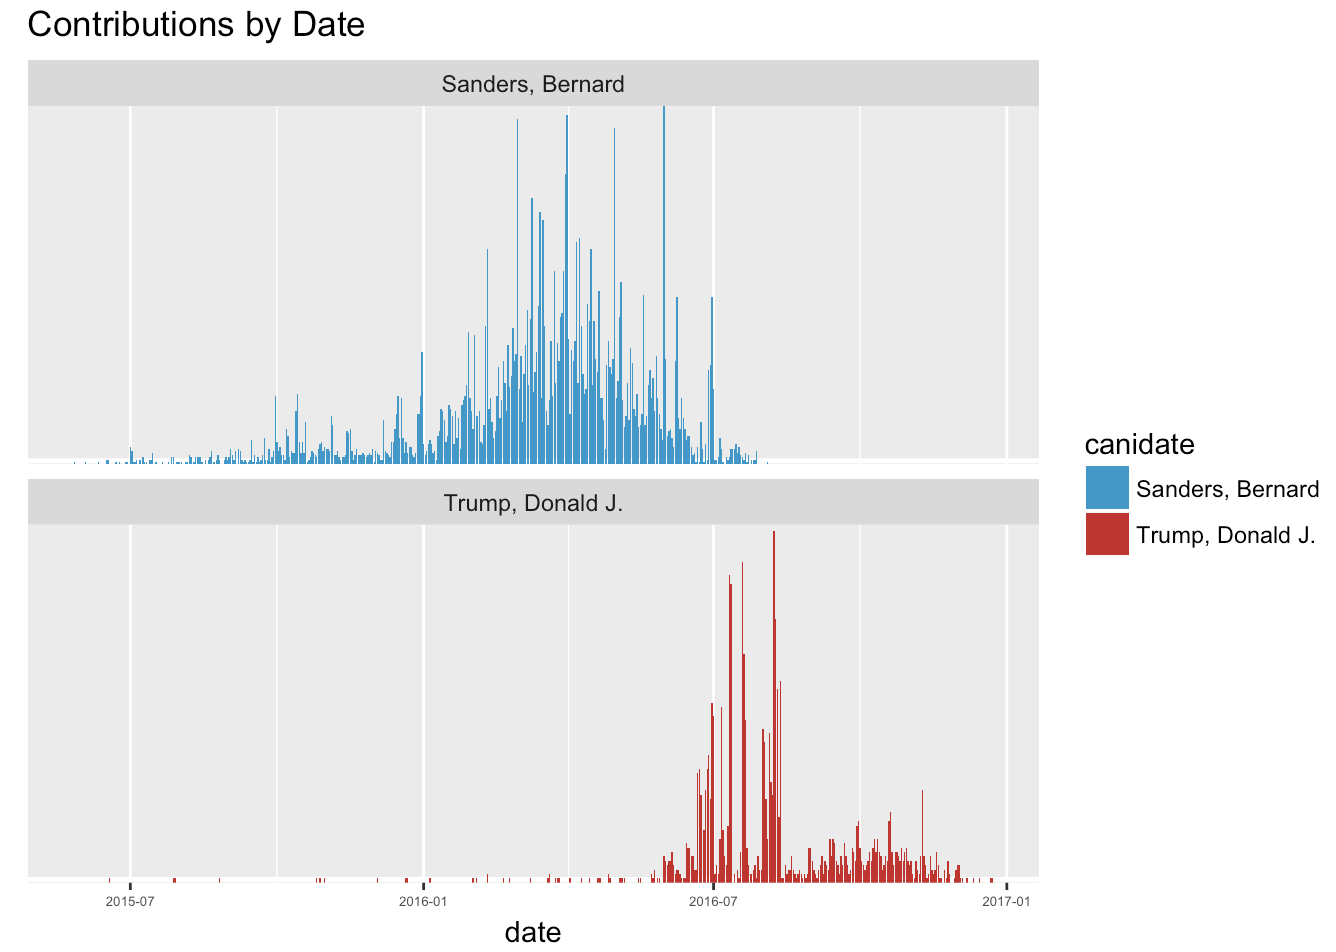 Contributions by Date
Sanders, Bernard
Trump, Donald J.
canidate
Sanders, Bernard
Trump, Donald J.
2015-07
2016-01
2016-07
2017-01
date